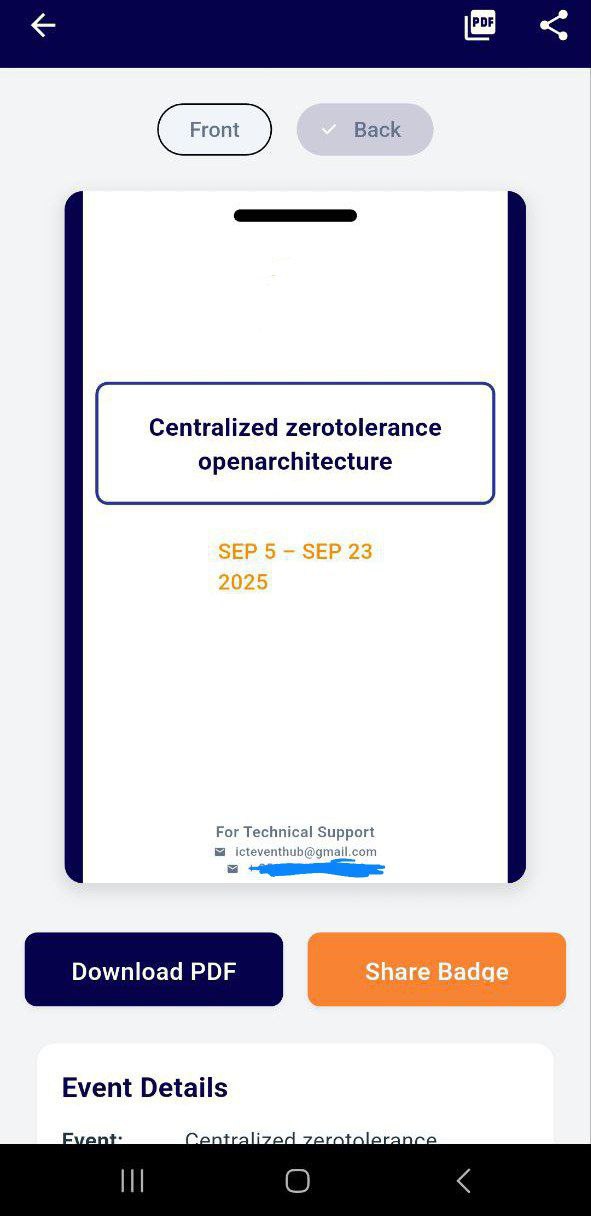 PDF
Front
Back
Centralized zerotolerance
openarchitecture
SEP 5 – SEP 23
2025
For Technical Support
icteventhub@gmail.com
Download PDF
Share Badge
Event Details
Event: Centralized zerotolerance